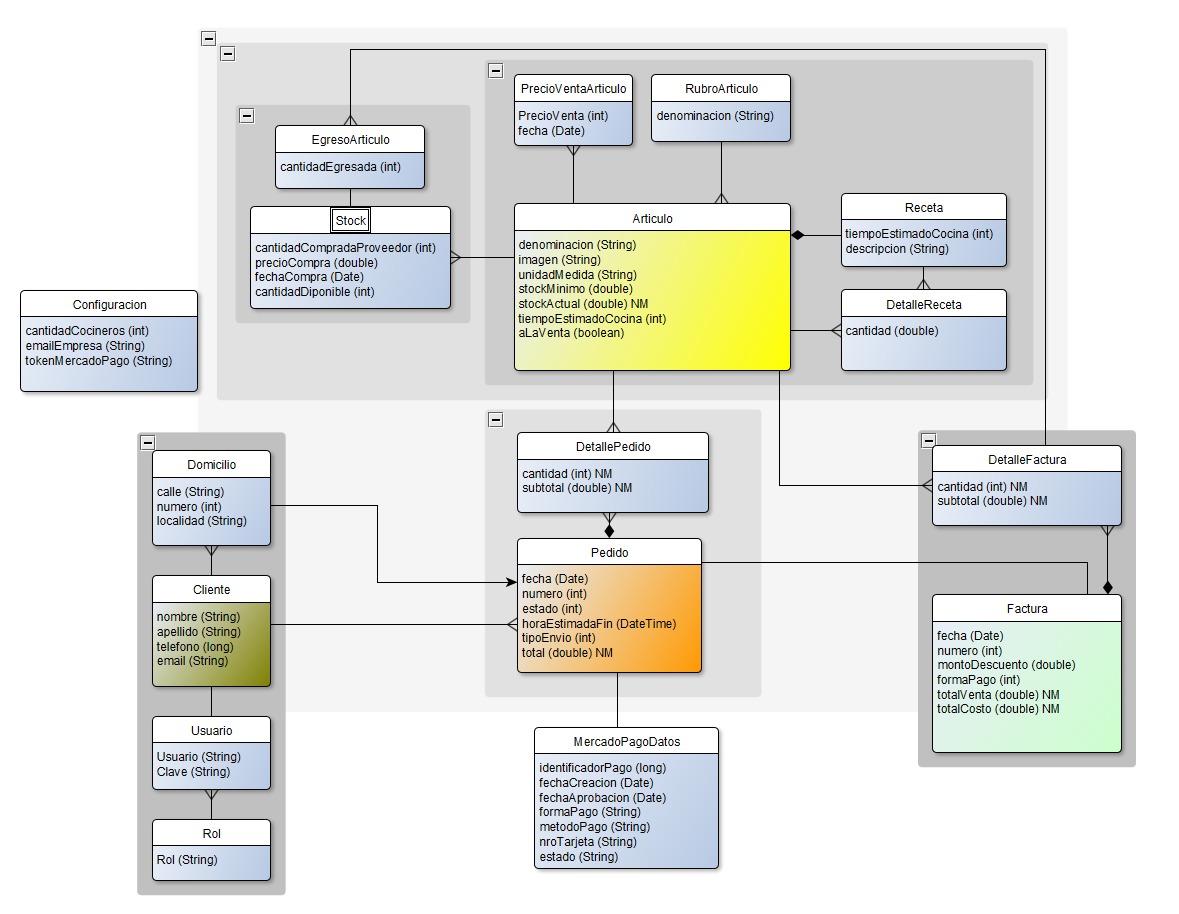 PrecioVentaArticulo
PrecioVenta (int)
fecha (Date)
RubroArticulo
denominacion (String)
EgresoArticulo
cantidadEgresada (int)
Stock
cantidadCompradaProveedor (int)
precioCompra (double)
fechaCompra (Date)
cantidadDiponible (int)
Articulo
denominacion (String)
imagen (String)
unidadMedida (String)
stockMinimo (double)
stockActual (double) NM
tiempoEstimadoCocina (int)
aLaVenta (boolean)
Receta
tiempoEstimadoCocina (int)
descripcion (String)
DetalleReceta
cantidad (double)
Configuracion
cantidadCocineros (int)
emailEmpresa (String)
tokenMercadoPago (String)
Domicilio
calle (String)
numero (int)
localidad (String)
Cliente
nombre (String)
apellido (String)
telefono (long)
email (String)
Usuario
Usuario (String)
Clave (String)
Rol
Rol (String)
DetallePedido
cantidad (int) NM
subtotal (double) NM
Pedido
fecha (Date)
numero (int)
estado (int)
horaEstimadaFin (DateTime)
tipoEnvio (int)
total (double) NM
MercadoPagoDatos
identificadorPago (long)
fechaCreacion (Date)
fechaAprobacion (Date)
formaPago (String)
metodoPago (String)
nroTarjeta (String)
estado (String)
DetalleFactura
cantidad (int) NM
subtotal (double) NM
Factura
fecha (Date)
numero (int)
montoDescuento (double)
formaPago (int)
totalVenta (double) NM
totalCosto (double) NM